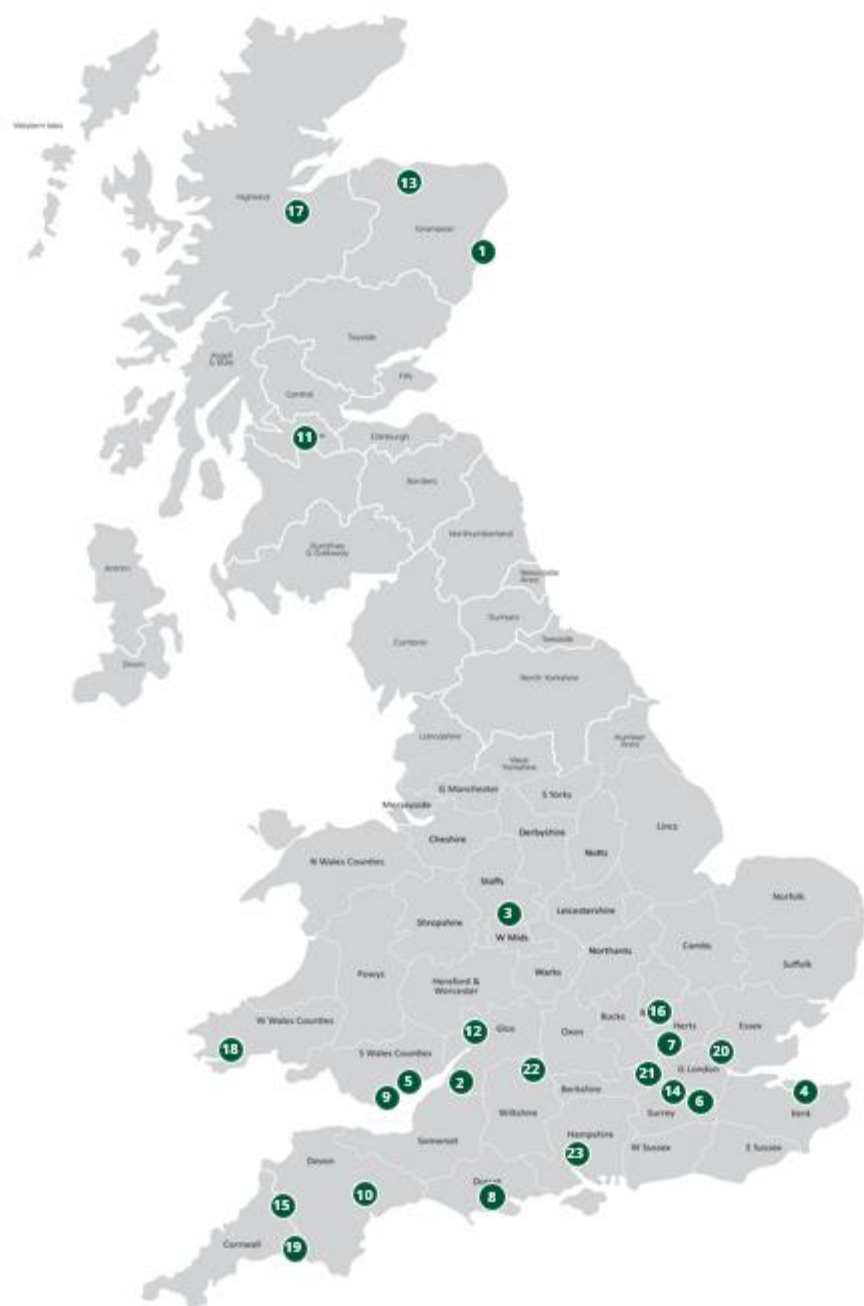 Western Isles
13
Highland
17
Grampian
1
Tayside
Argyll
& Bute
Fife
Central
11
Edinburgh
Borders
Northumberland
Dumfries
& Galloway
Newcastle
Area
Antrim
Durham
Teesside
Cumbria
Down
North Yorkshire
Lancashire
Humber
Area
West
Yorkshire
G Manchester
S Yorks
Merseyside
Lincs
Derbyshire
Cheshire
Notts
N Wales Counties
Staffs
Norfolk
3
Leicestershire
Shropshire
W Mids
Northants
Cambs
Suffolk
Powys
Warks
Hereford &
Worcester
16
Bucks
W Wales Counties
12
Glos
Oxon
Herts
Essex
18
7
S Wales Counties
20
22
21
G London
5
2
Berkshire
14
4
9
6
Wiltshire
Surrey
Kent
Hampshire
Somerset
W Sussex
E Sussex
23
Devon
10
8
15
Cornwall
19